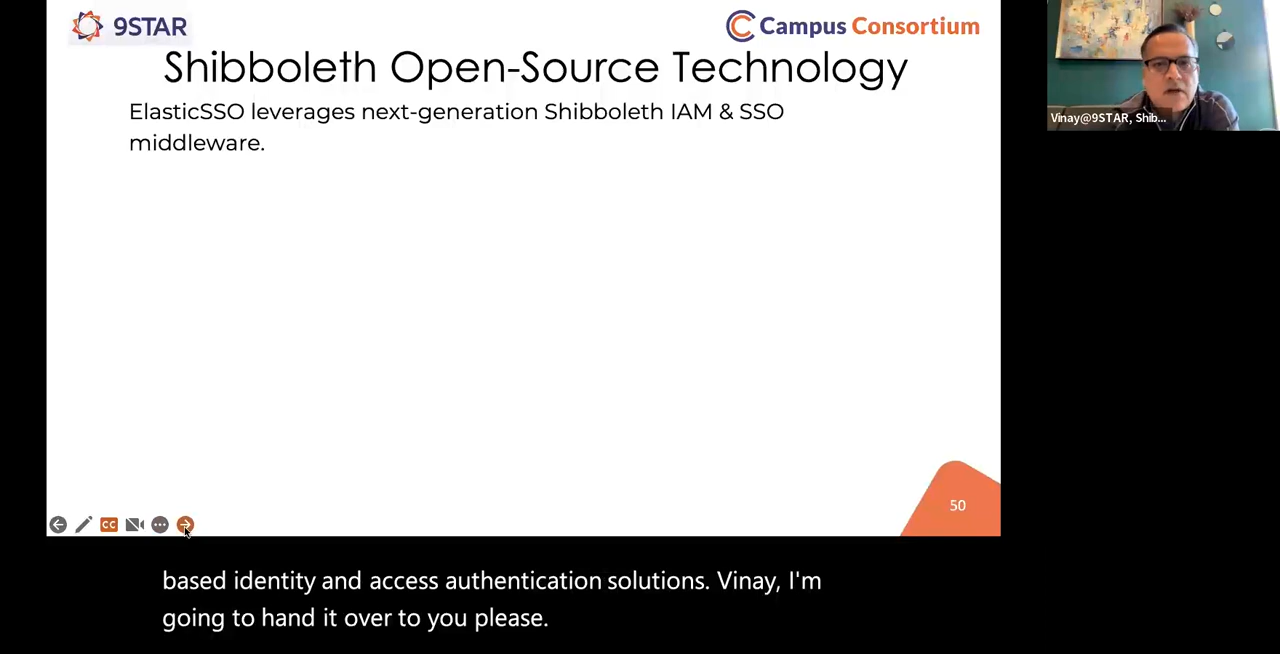 9STAR
Campus Consortium
Shibboleth Open-Source Technology
ElasticSSO leverages next-generation Shibboleth IAM & SSO
middleware.
Vinay@9STAR, Shib...
50
CC
based identity and access authentication solutions. Vinay, I'm
going to hand it over to you please.